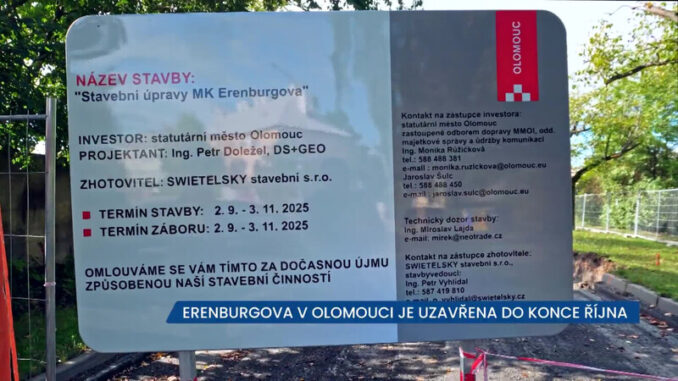 NÁZEV STAVBY:
"Stavební úpravy MK Erenburgova"
INVESTOR: statutární město Olomouc
PROJEKTANT: Ing. Petr Doležel, DS+GEO
ZHOTOVITEL: SWIETELSKY stavební s.r.o.
TERMÍN STAVBY: 2. 9. - 3. 11. 2025
TERMÍN ZÁBORU: 2. 9. - 3. 11. 2025
OMLOUVÁME SE VÁM TÍMTO ZA DOČASNOU ÚJMU
ZPŮSOBENOU NAŠÍ STAVEBNÍ ČINNOSTÍ
OLOMOUC
Kontakt na zástupce investora:
statutární město Olomouc
zastoupené odborem dopravy MMOl, odd.
majetkové správy a údržby komunikací
Ing. Monika Růžičková
tel.: 588 488 381
e-mail : monika.ruzickova@olomouc.eu
Jaroslav Šulc
tel.: 588 488 450
e-mail : jaroslav.sulc@olomouc.eu
Technický dozor stavby:
Ing. Miroslav Lajda
e-mail: mirek@neotrade.cz
Kontakt na zástupce zhotovitele:
SWIETELSKY stavební s.r.o.,
stavbyvedoucí:
Ing. Petr Vyhlídal
tel.: 587 419 810
e-mail: p.vyhlidal@swietelsky.cz
ERENBURGOVA V OLOMOUCI JE UZAVŘENA DO KONCE ŘÍJNA